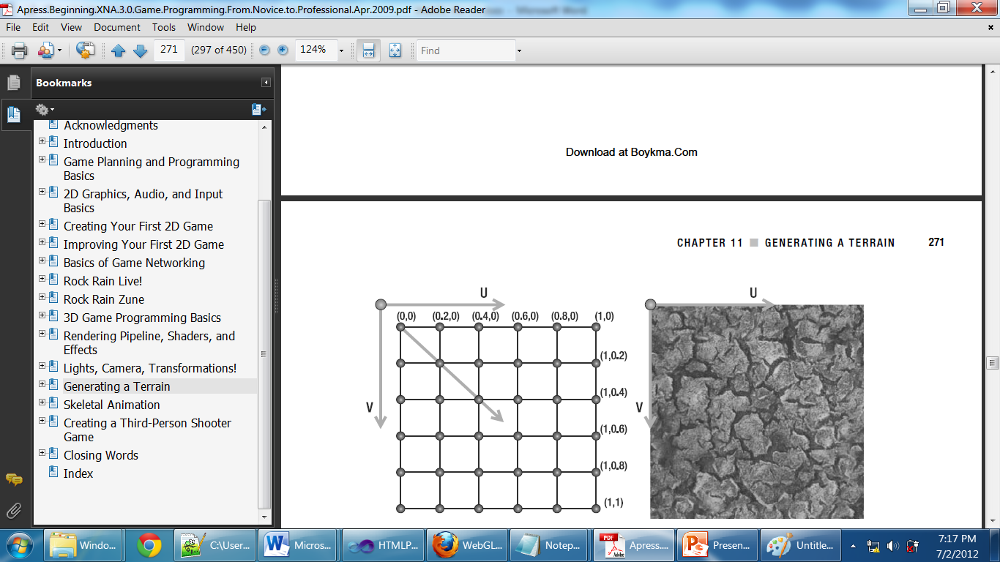 Apress.Beginning.XNA.3.0.Game.Programming.From.Novice.to.Professional.Apr.2009.pdf - Adobe Reader
File Edit View Document Tools Window Help
271 (297 of 450) 124% Find
Bookmarks
Acknowledgments
Introduction
Game Planning and Programming
Basics
2D Graphics, Audio, and Input
Basics
Creating Your First 2D Game
Improving Your First 2D Game
Basics of Game Networking
Rock Rain Live!
Rock Rain Zune
3D Game Programming Basics
Rendering Pipeline, Shaders, and
Effects
Lights, Camera, Transformations!
Generating a Terrain
Skeletal Animation
Creating a Third-Person Shooter
Game
Closing Words
Index
Download at Boykma.Com
CHAPTER 11 ■ GENERATING A TERRAIN 271
U
U
(0,0) (0.2,0) (0.4,0) (0.6,0) (0.8,0) (1,0)
(1,0.2)
(1,0.4)
V
V
(1,0.6)
(1,0.8)
(1,1)
Windo... C:\User... Micros... HTMLP... WebGL... Notep... Apress... Presen... Untitle...
7:17 PM
7/2/2012